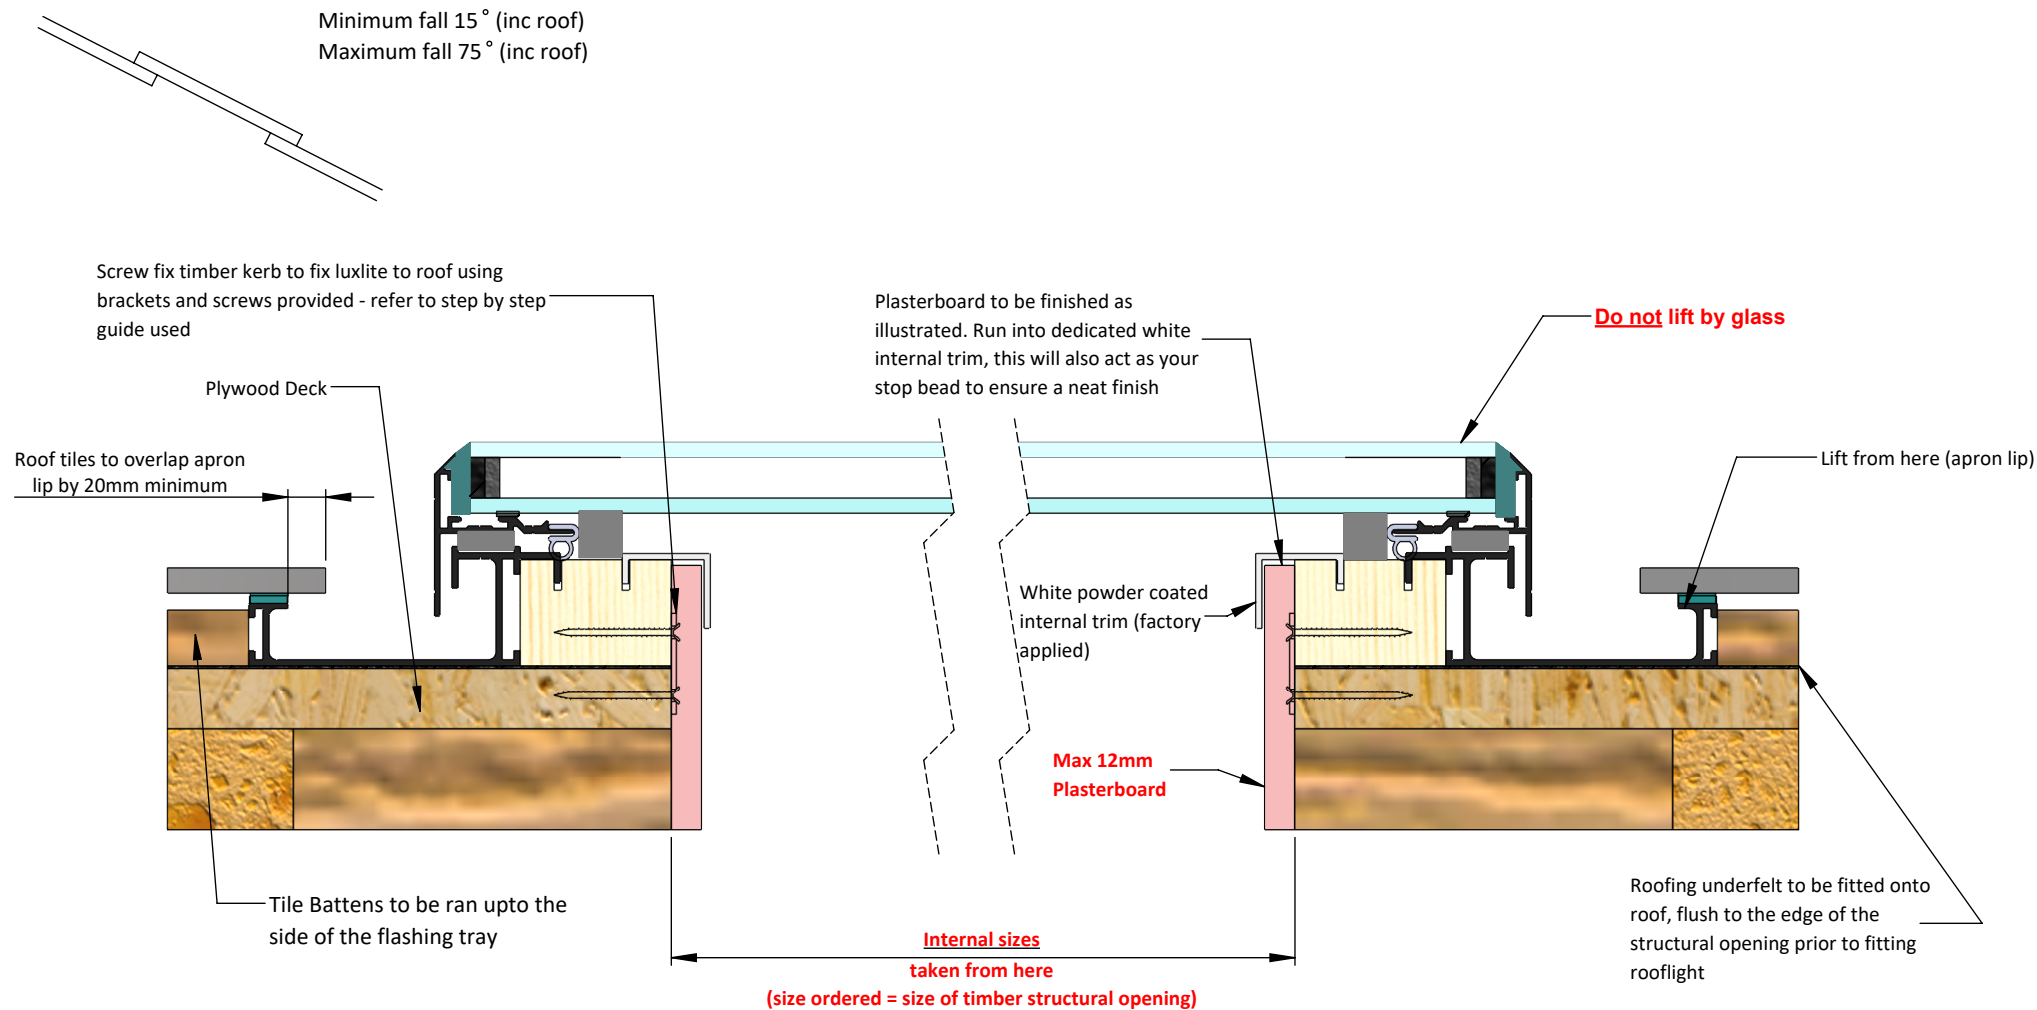 Minimum fall 15° (inc roof)
Maximum fall 75° (inc roof)
Screw fix timber kerb to fix luxlite to roof using
brackets and screws provided - refer to step by step
guide used
Plasterboard to be finished as
illustrated. Run into dedicated white
internal trim, this will also act as your
stop bead to ensure a neat finish
Do not lift by glass
Plywood Deck
Roof tiles to overlap apron
lip by 20mm minimum
Lift from here (apron lip)
White powder coated
internal trim (factory
applied)
Max 12mm
Plasterboard
Tile Battens to be ran upto the
side of the flashing tray
Roofing underfelt to be fitted onto
roof, flush to the edge of the
structural opening prior to fitting
rooflight
Internal sizes
taken from here
(size ordered = size of timber structural opening)